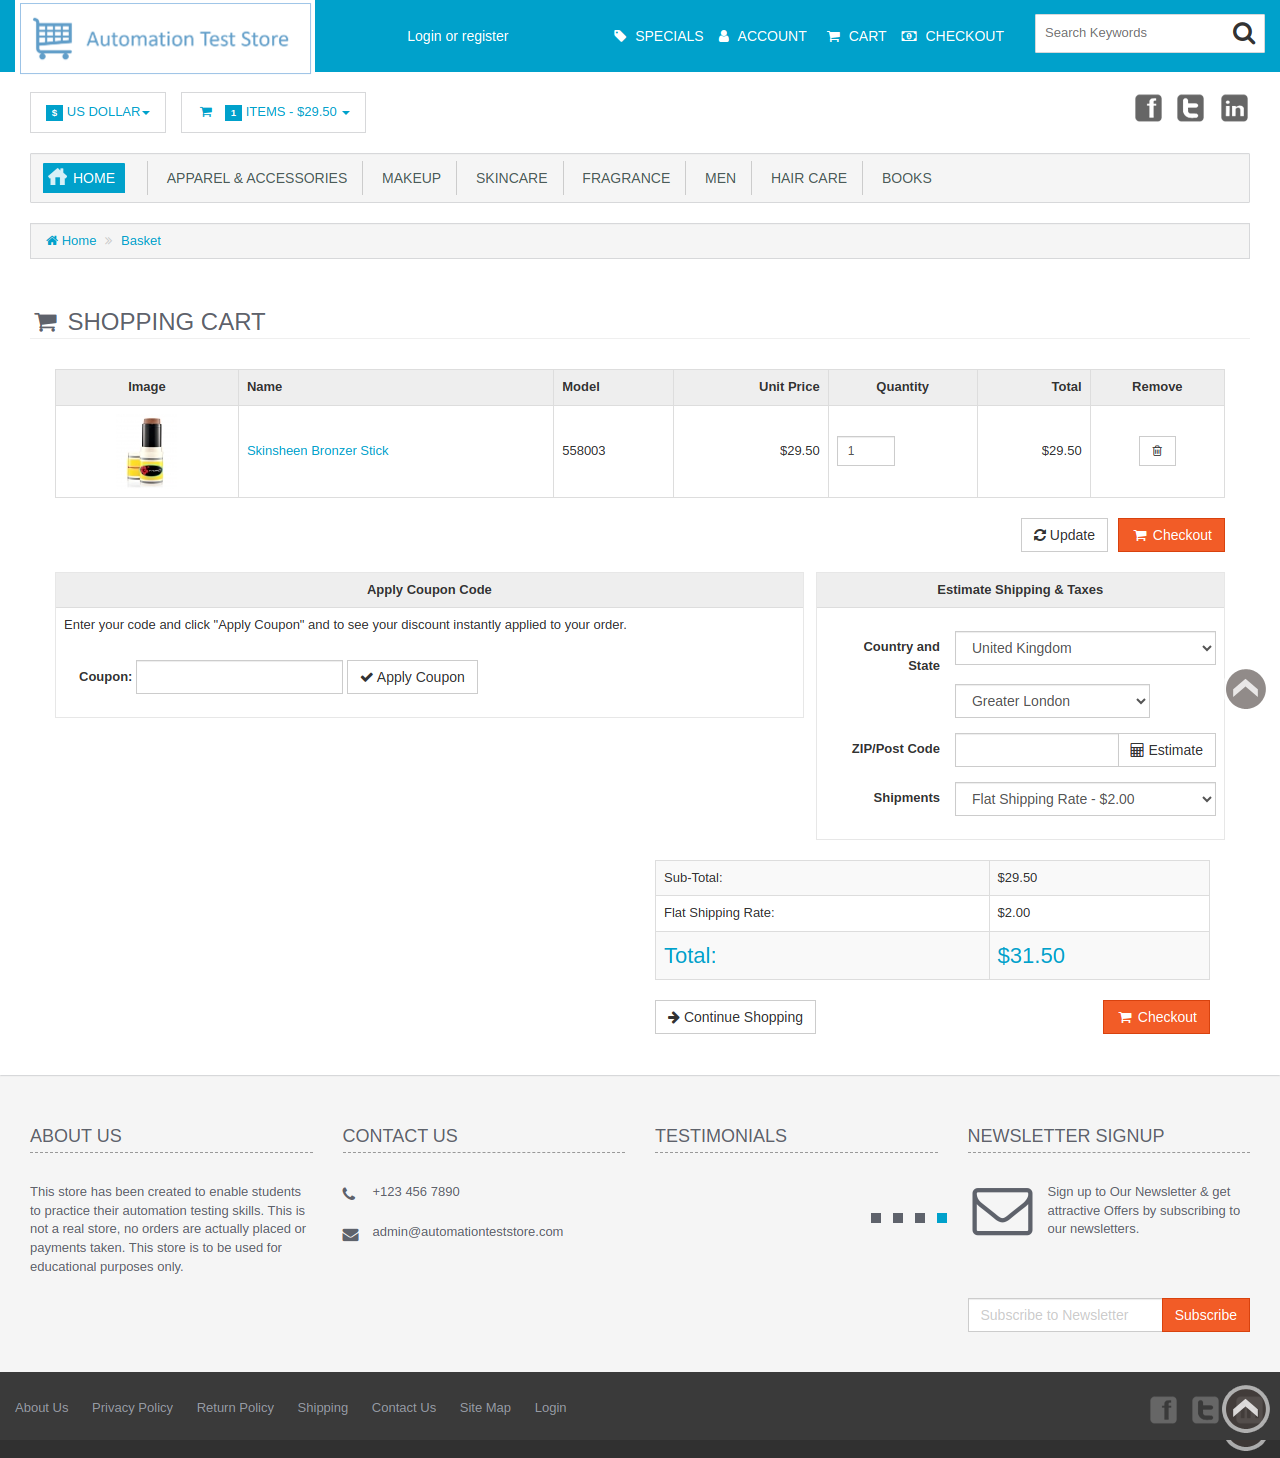 Automation Test Store
Login or register
SPECIALS ACCOUNT CART CHECKOUT
Search Keywords
$ US DOLLAR
1 ITEMS - $29.50
HOME APPAREL & ACCESSORIES MAKEUP SKINCARE FRAGRANCE MEN HAIR CARE BOOKS
Home » Basket
SHOPPING CART
Image Name Model Unit Price Quantity Total Remove
Skinsheen Bronzer Stick 558003 $29.50 1 $29.50
Update Checkout
Apply Coupon Code
Enter your code and click "Apply Coupon" and to see your discount instantly applied to your order.
Coupon: Apply Coupon
Estimate Shipping & Taxes
Country and State United Kingdom
Greater London
ZIP/Post Code Estimate
Shipments Flat Shipping Rate - $2.00
Sub-Total: $29.50
Flat Shipping Rate: $2.00
Total: $31.50
Continue Shopping Checkout
ABOUT US
This store has been created to enable students
to practice their automation testing skills. This is
not a real store, no orders are actually placed or
payments taken. This store is to be used for
educational purposes only.
CONTACT US
+123 456 7890
admin@automationteststore.com
TESTIMONIALS
NEWSLETTER SIGNUP
Sign up to Our Newsletter & get
attractive Offers by subscribing to
our newsletters.
Subscribe to Newsletter Subscribe
About Us Privacy Policy Return Policy Shipping Contact Us Site Map Login